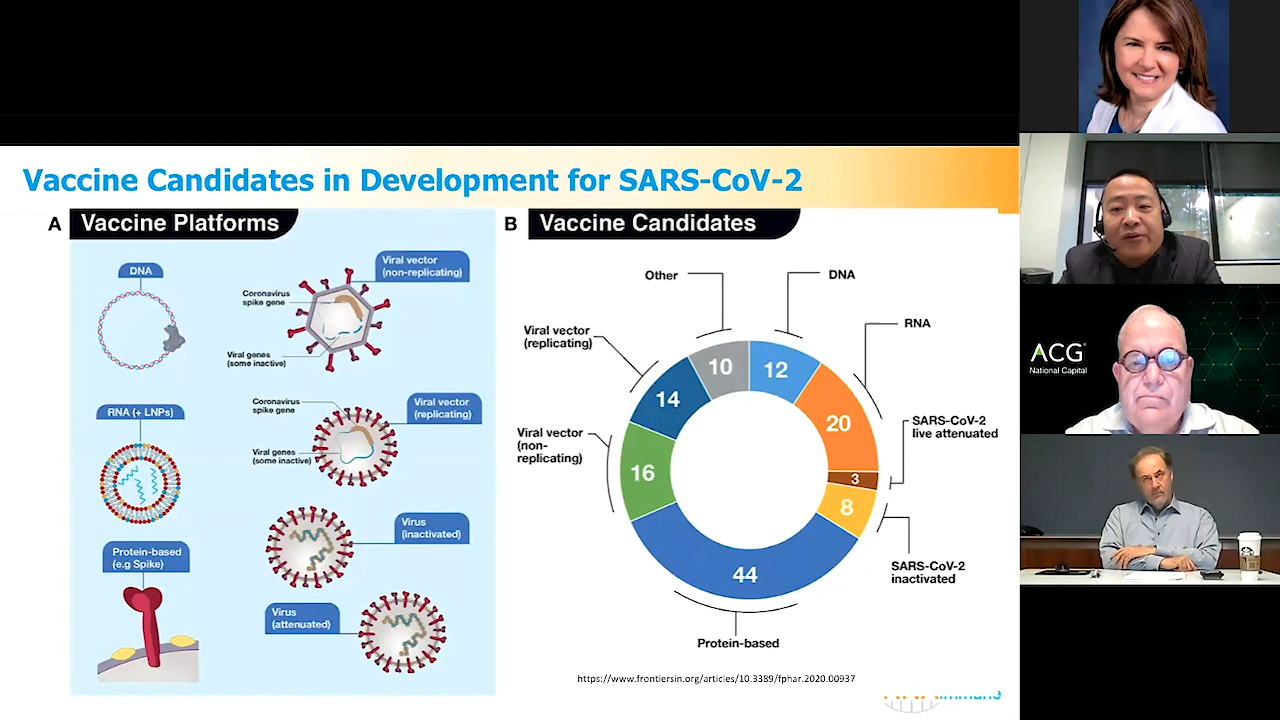 Vaccine Candidates in Development for SARS-CoV-2
A
Vaccine Platforms
DNA
Viral vector
(non-replicating)
Coronavirus
spike gene
Viral genes
(some inactive)
RNA (+ LNPs)
Coronavirus
spike gene
Viral vector
(replicating)
Viral genes
(some inactive)
Virus
(inactivated)
Protein-based
(e.g Spike)
Virus
(attenuated)
B
Vaccine Candidates
Other
DNA
Viral vector
(replicating)
RNA
10
12
14
20
SARS-CoV-2
live attenuated
Viral vector
(non-
replicating)
16
3
8
SARS-CoV-2
inactivated
44
Protein-based
https://www.frontiersin.org/articles/10.3389/fphar.2020.00937
immune
ACG
National Capital